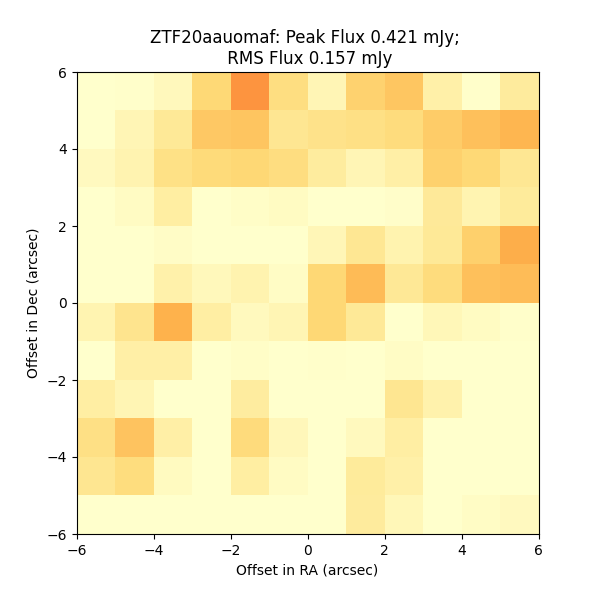 ZTF20aauomaf: Peak Flux 0.421 mJy;
RMS Flux 0.157 mJy
6
4
2
0
−2
−4
−6
Offset in Dec (arcsec)
−6 −4 −2 0 2 4 6
Offset in RA (arcsec)